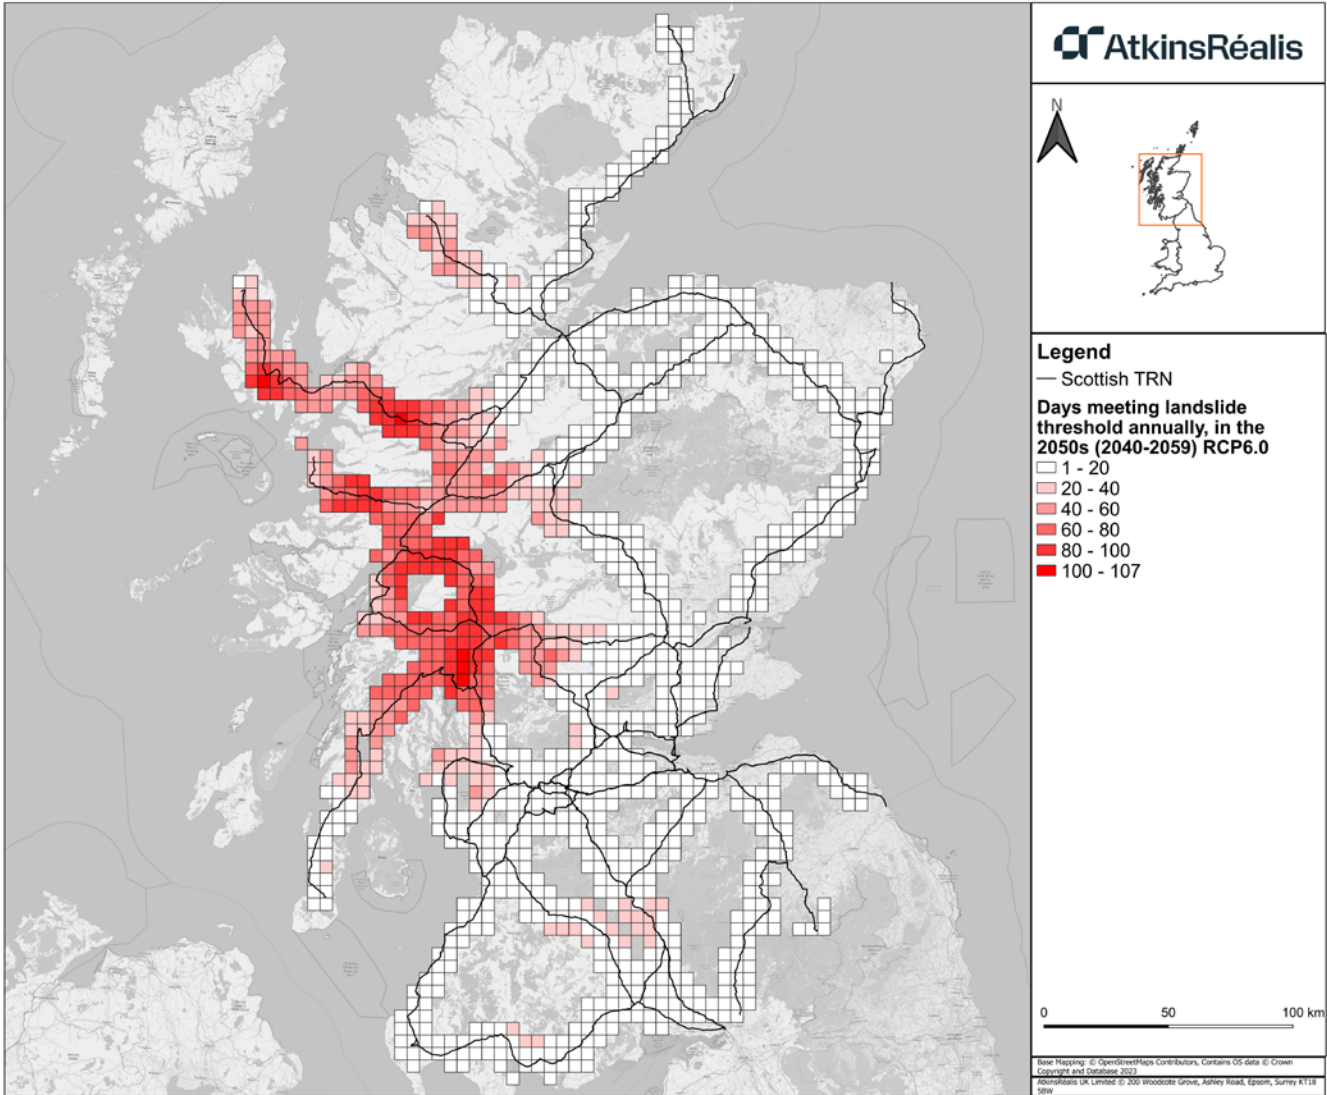 AtkinsRéalis
N
Legend
Scottish TRN
Days meeting landslide
threshold annually, in the
2050s (2040-2059) RCP6.0
1 - 20
20 - 40
40 - 60
60 - 80
80 - 100
100 - 107
0 50 100 km
Base Mapping: © OpenStreetMaps Contributors, Contains OS data © Crown
Copyright and Database 2023
AtkinsRéalis UK Limited © 200 Woodcote Grove, Ashley Road, Epsom, Surrey KT18
5BW